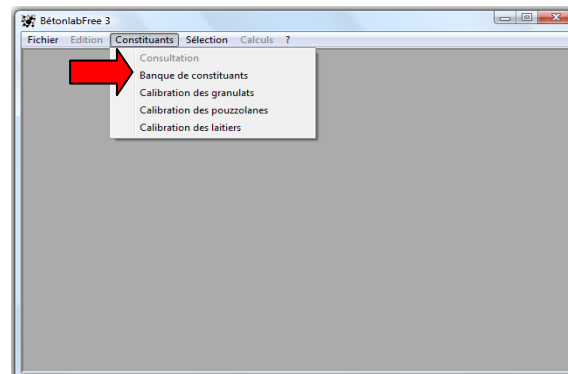 BétonlabFree 3
Fichier Edition Constituants Sélection Calculs ?
Consultation
Banque de constituants
Calibration des granulats
Calibration des pouzzolanes
Calibration des laitiers